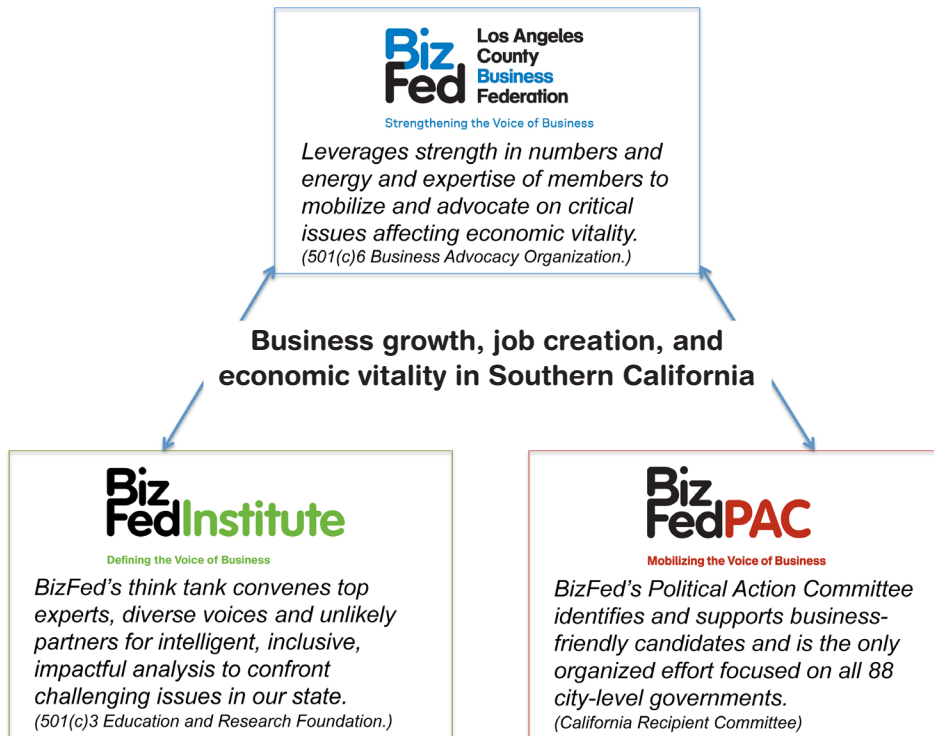 Biz Fed
Los Angeles
County
Business
Federation
Strengthening the Voice of Business
Leverages strength in numbers and
energy and expertise of members to
mobilize and advocate on critical
issues affecting economic vitality.
(501(c)6 Business Advocacy Organization.)
Business growth, job creation, and
economic vitality in Southern California
Biz
FedInstitute
Defining the Voice of Business
BizFed's think tank convenes top
experts, diverse voices and unlikely
partners for intelligent, inclusive,
impactful analysis to confront
challenging issues in our state.
(501(c)3 Education and Research Foundation.)
Biz
FedPAC
Mobilizing the Voice of Business
BizFed's Political Action Committee
identifies and supports business-
friendly candidates and is the only
organized effort focused on all 88
city-level governments.
(California Recipient Committee)